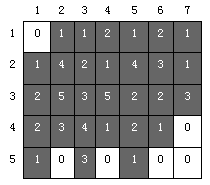 1 2 3 4 5 6 7
1 0 1 1 2 1 2 1
2 1 4 2 1 4 3 1
3 2 5 3 5 2 2 3
4 2 3 4 1 2 1 0
5 1 0 3 0 1 0 0